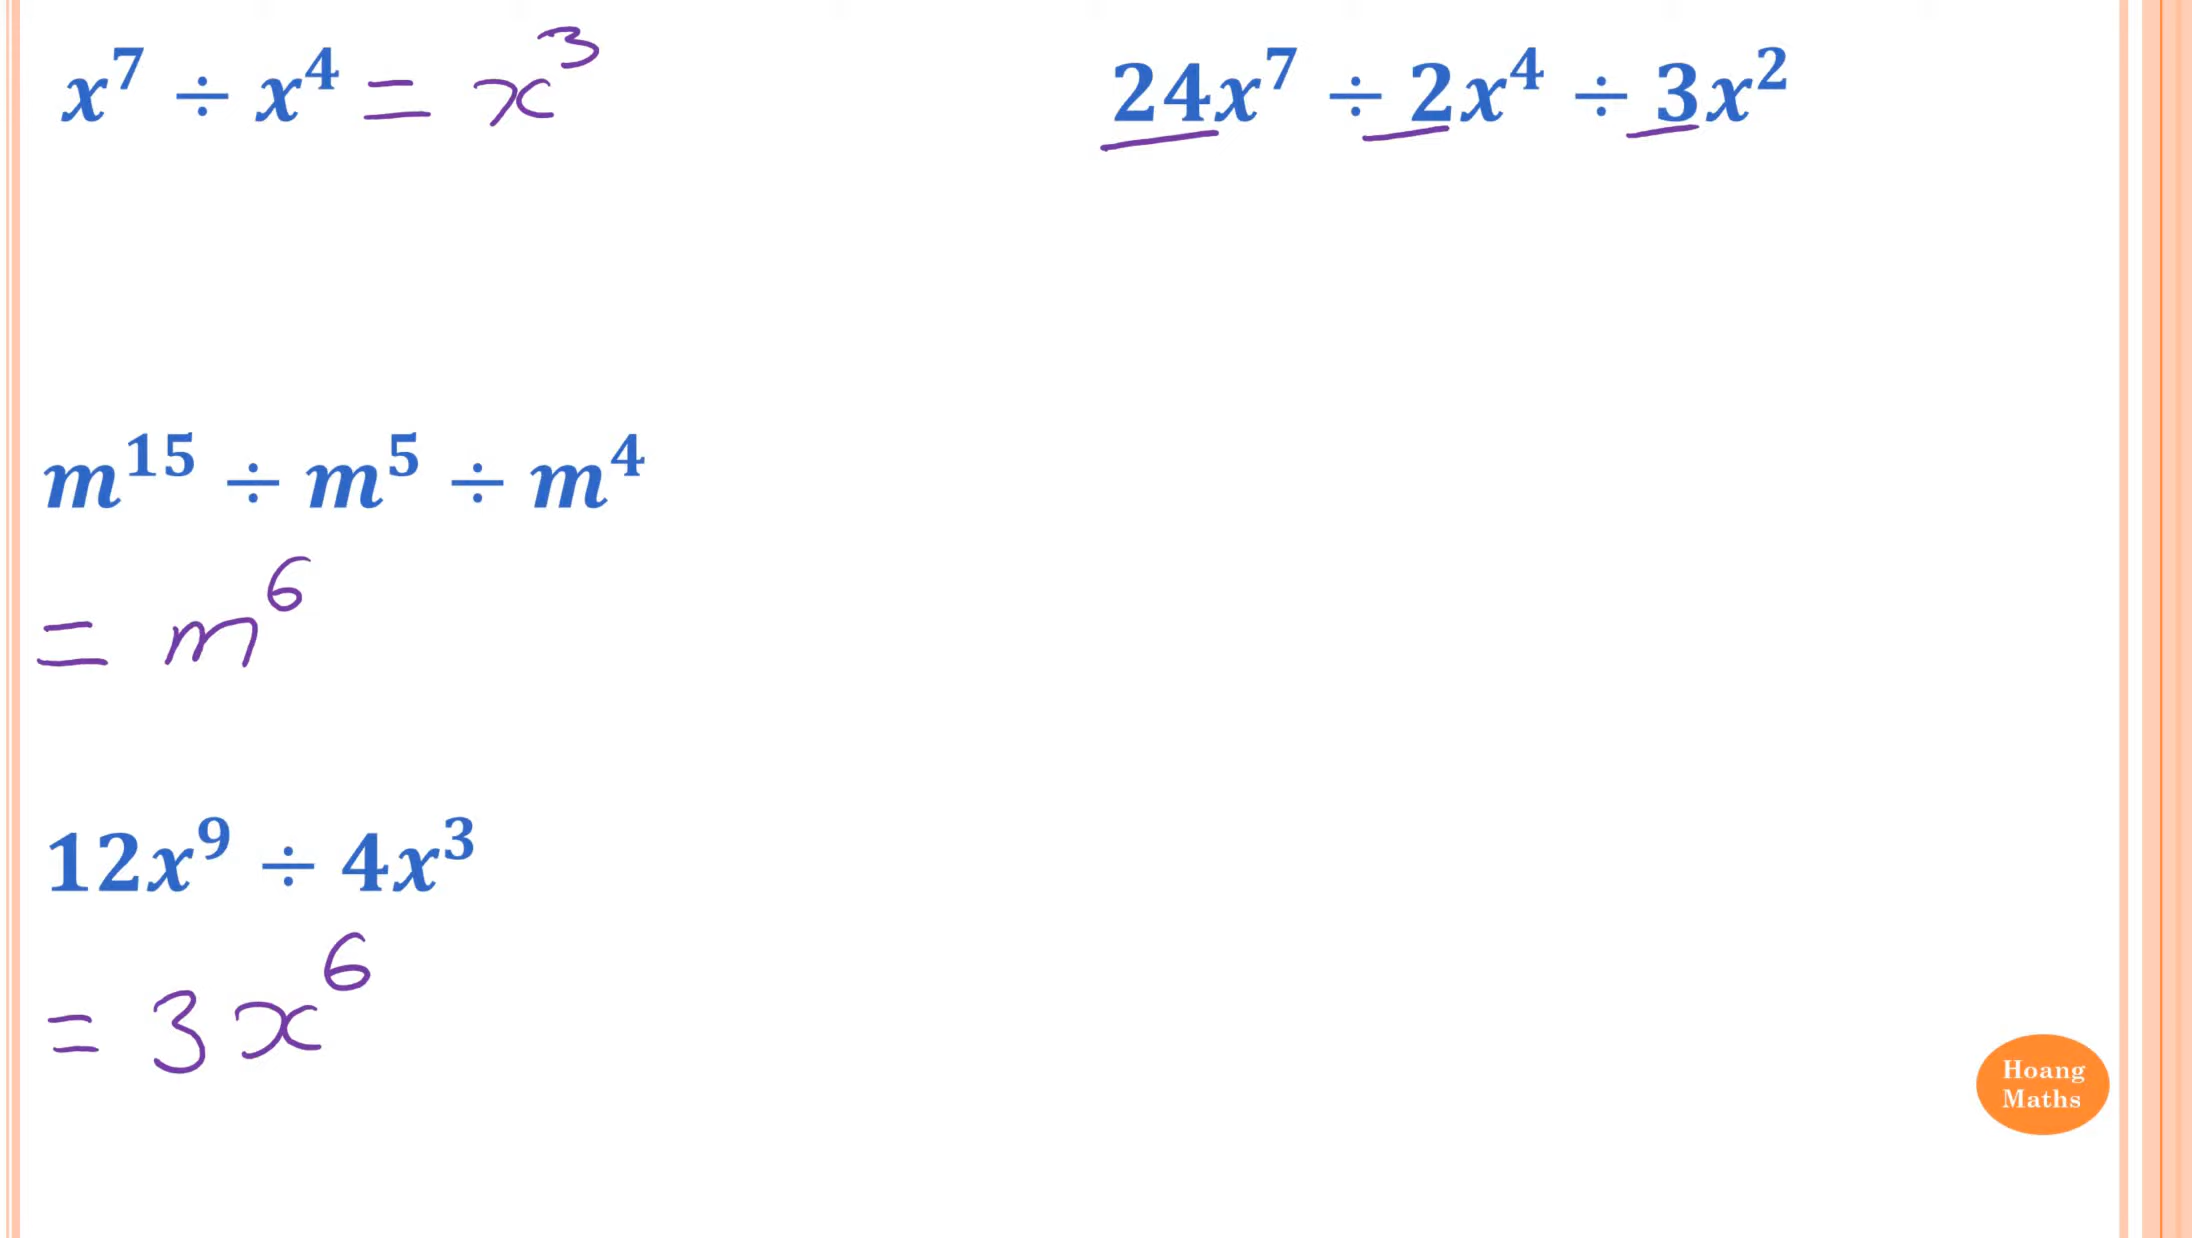 x⁷ ÷ x⁴ = x³
m¹⁵ ÷ m⁵ ÷ m⁴
= m⁶
12x⁹ ÷ 4x³
= 3x⁶
24x⁷ ÷ 2x⁴ ÷ 3x²
Hoang
Maths